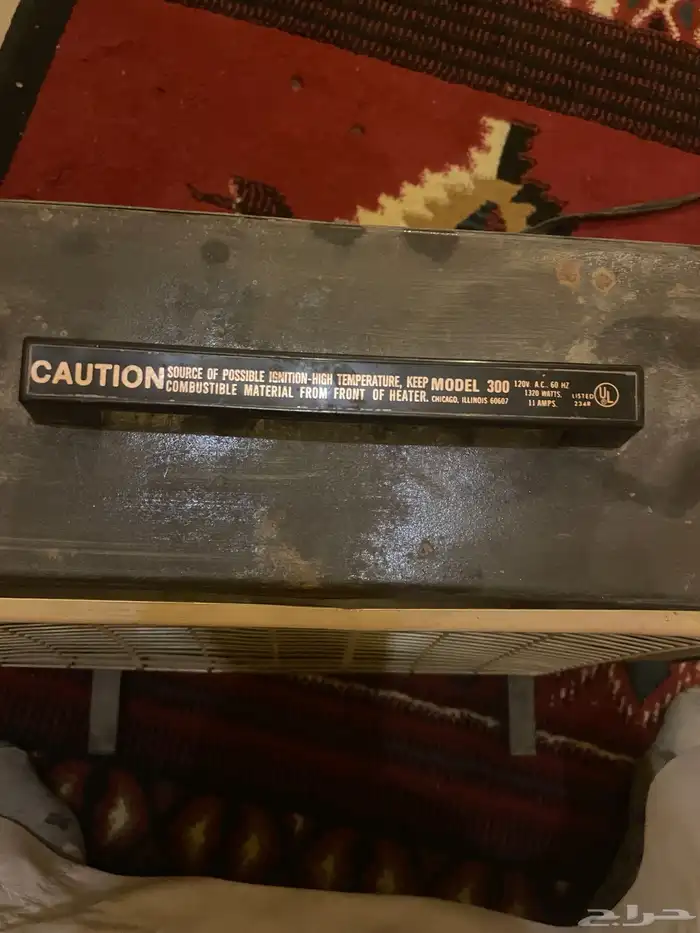 CAUTION
SOURCE OF POSSIBLE IGNITION-HIGH TEMPERATURE, KEEP
COMBUSTIBLE MATERIAL FROM FRONT OF HEATER.
MODEL 300
CHICAGO, ILLINOIS 60607
120V A.C. 60 HZ
1320 WATTS.
11 AMPS.
LISTED
234R
UL
حراج